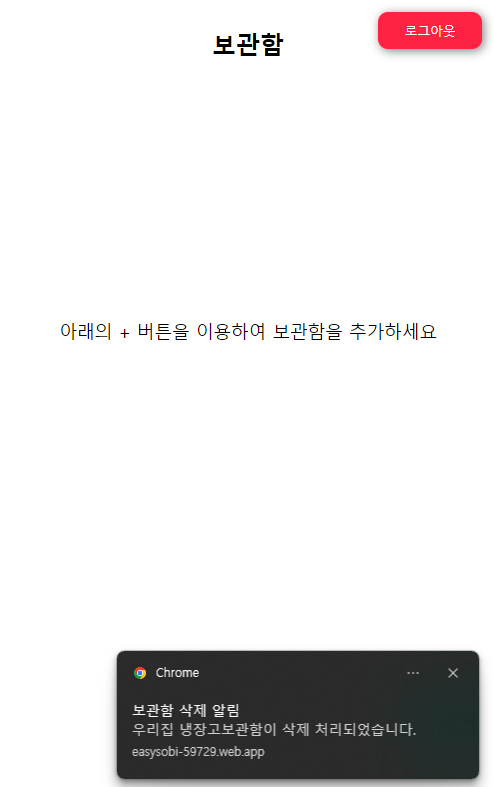 보관함
로그아웃
아래의 + 버튼을 이용하여 보관함을 추가하세요
Chrome
보관함 삭제 알림
우리집 냉장고보관함이 삭제 처리되었습니다.
easysobi-59729.web.app